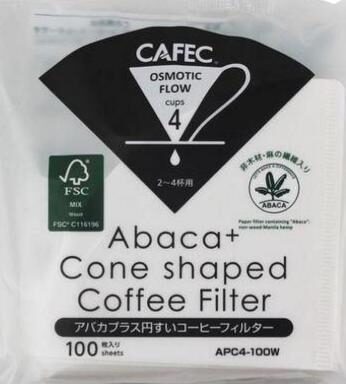 CAFEC
OSMOTIC
FLOW
cups
4
2〜4杯用
FSC
MIX
Wood
FSC® C116196
非木材・麻の繊維入り
ABACA
Paper filter containing "Abaca":
non-wood Manila hemp
Abaca+
Cone shaped
Coffee Filter
アバカプラス円すいコーヒーフィルター
100 枚入り sheets
APC4-100W